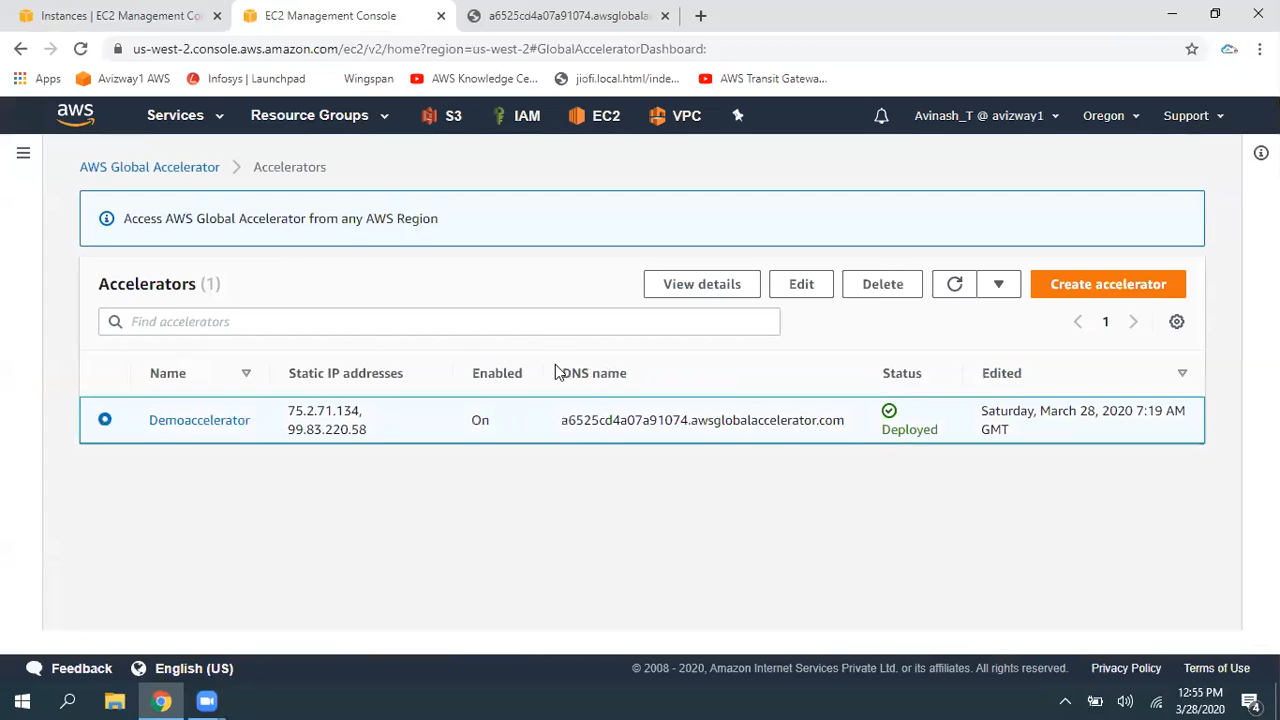 Instances | EC2 Management Co
EC2 Management Console
a6525cd4a07a91074.awsglobala
us-west-2.console.aws.amazon.com/ec2/v2/home?region=us-west-2#GlobalAcceleratorDashboard:
Apps
Avizway1 AWS
Infosys | Launchpad
Wingspan
AWS Knowledge Ce...
jiofi.local.html/inde...
AWS Transit Gatewa...
aws
Services
Resource Groups
S3
IAM
EC2
VPC
Avinash_T @ avizway1
Oregon
Support
AWS Global Accelerator
Accelerators
Access AWS Global Accelerator from any AWS Region
Accelerators (1)
View details
Edit
Delete
Create accelerator
Find accelerators
1
Name
Static IP addresses
Enabled
DNS name
Status
Edited
Demoaccelerator
75.2.71.134,
99.83.220.58
On
a6525cd4a07a91074.awsglobalaccelerator.com
Deployed
Saturday, March 28, 2020 7:19 AM
GMT
Feedback
English (US)
© 2008 - 2020, Amazon Internet Services Private Ltd. or its affiliates. All rights reserved.
Privacy Policy
Terms of Use
12:55 PM
3/28/2020
4